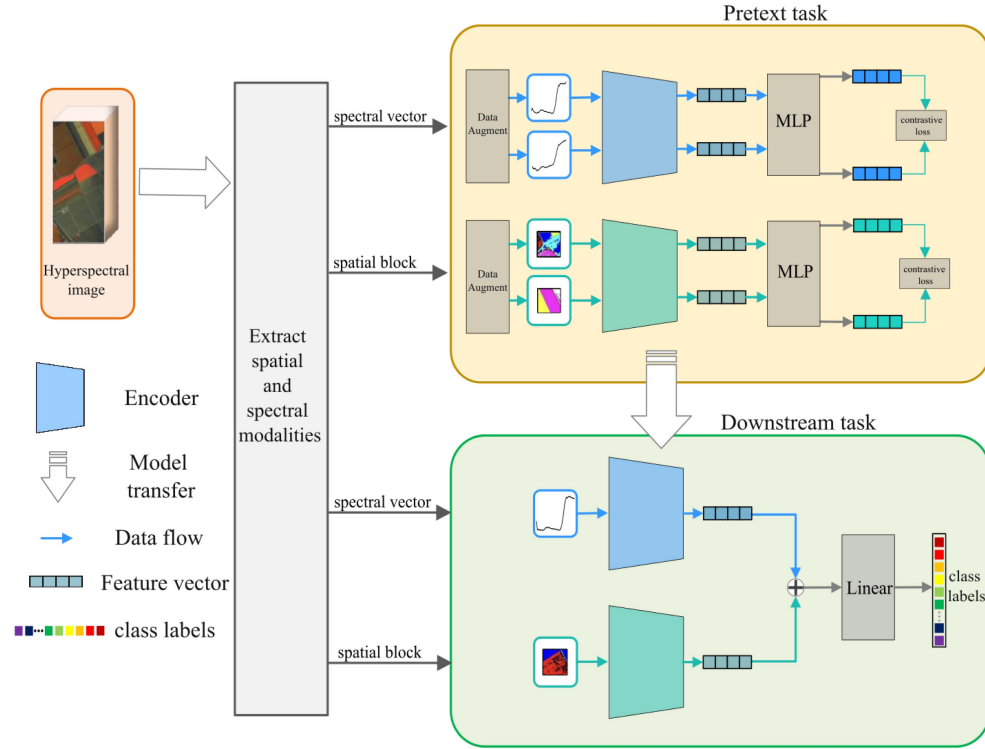 Pretext task
spectral vector
Data
Augment
MLP
contrastive
loss
Hyperspectral
image
spatial block
Data
Augment
MLP
contrastive
loss
Extract
spatial
and
spectral
modalities
Encoder
Model
transfer
Data flow
Feature vector
class labels
Downstream task
spectral vector
Linear
class
labels
spatial block